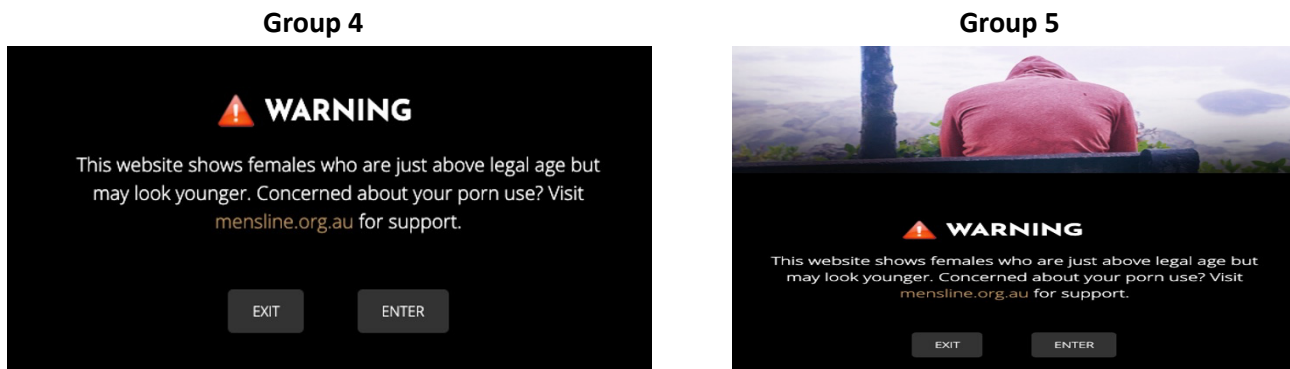 Group 4
WARNING
This website shows females who are just above legal age but
may look younger. Concerned about your porn use? Visit
mensline.org.au for support.
EXIT ENTER
Group 5
WARNING
This website shows females who are just above legal age but
may look younger. Concerned about your porn use? Visit
mensline.org.au for support.
EXIT ENTER